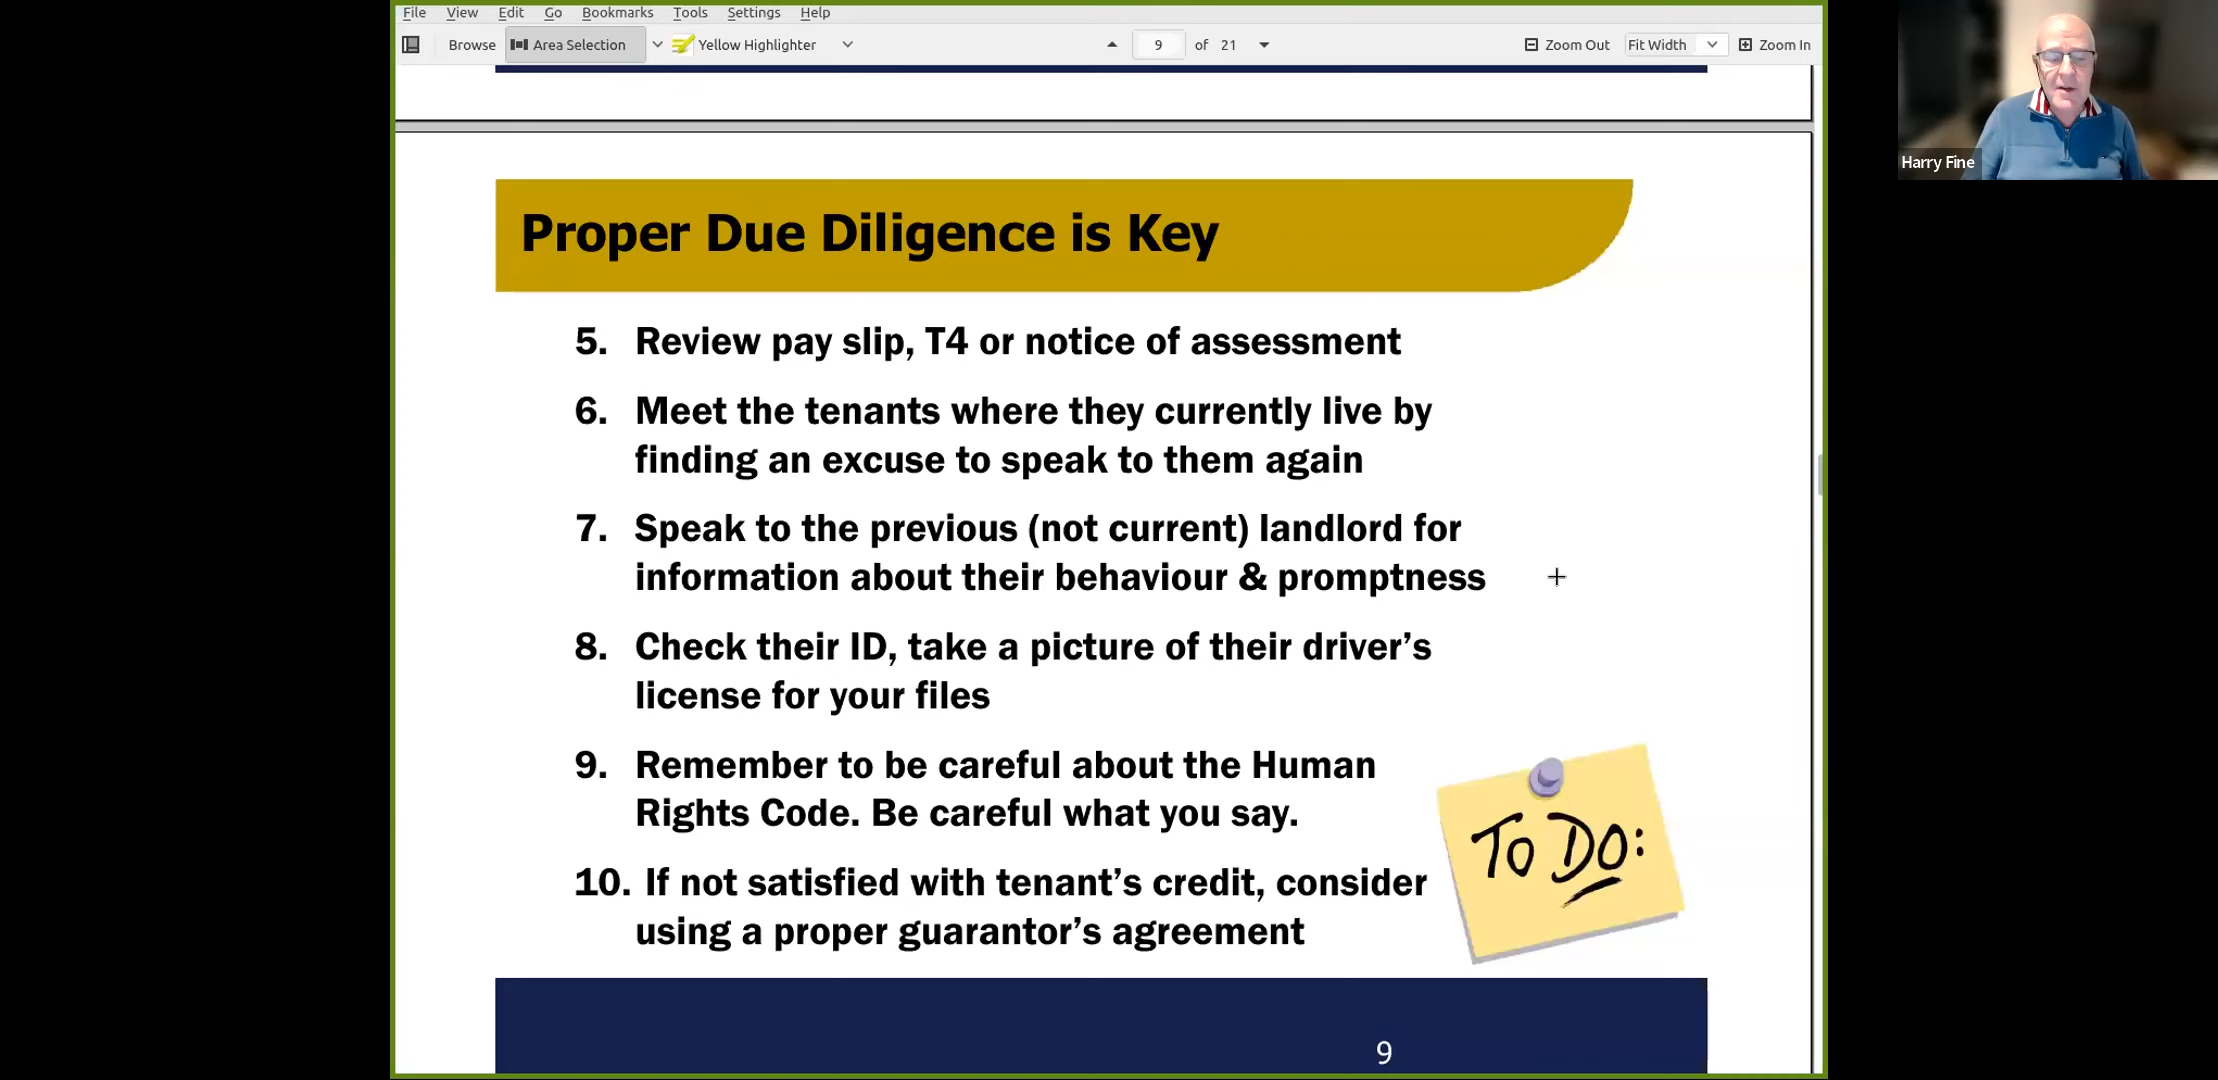 File View Edit Go Bookmarks Tools Settings Help
Browse Area Selection Yellow Highlighter 9 of 21 Zoom Out Fit Width Zoom In
Harry Fine
Proper Due Diligence is Key
5. Review pay slip, T4 or notice of assessment
6. Meet the tenants where they currently live by
finding an excuse to speak to them again
7. Speak to the previous (not current) landlord for
information about their behaviour & promptness
8. Check their ID, take a picture of their driver’s
license for your files
9. Remember to be careful about the Human
Rights Code. Be careful what you say.
10. If not satisfied with tenant’s credit, consider
using a proper guarantor’s agreement
To Do:
9